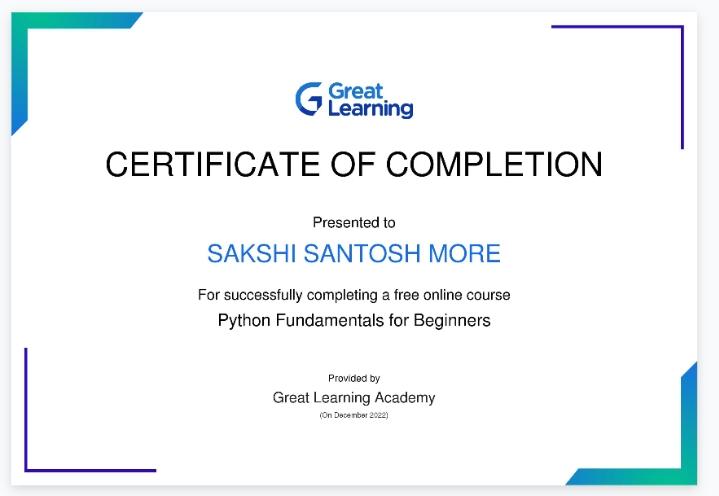 Great
Learning
CERTIFICATE OF COMPLETION
Presented to
SAKSHI SANTOSH MORE
For successfully completing a free online course
Python Fundamentals for Beginners
Provided by
Great Learning Academy
(On December 2022)